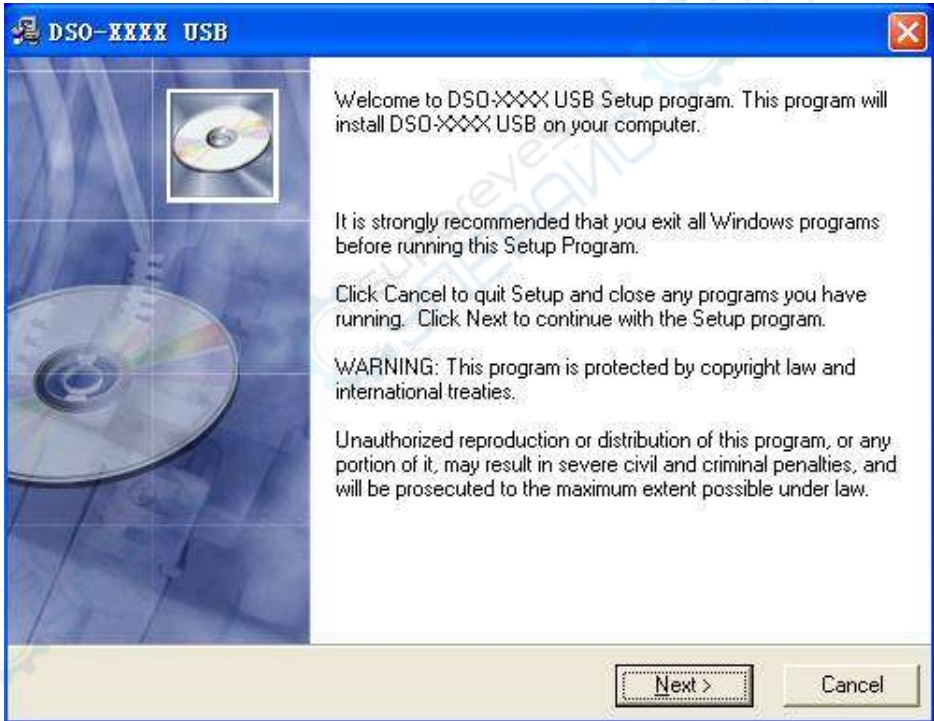 DSO-XXXX USB
Welcome to DSO-XXXX USB Setup program. This program will
install DSO-XXXX USB on your computer.
It is strongly recommended that you exit all Windows programs
before running this Setup Program.
Click Cancel to quit Setup and close any programs you have
running. Click Next to continue with the Setup program.
WARNING: This program is protected by copyright law and
international treaties.
Unauthorized reproduction or distribution of this program, or any
portion of it, may result in severe civil and criminal penalties, and
will be prosecuted to the maximum extent possible under law.
Next >
Cancel